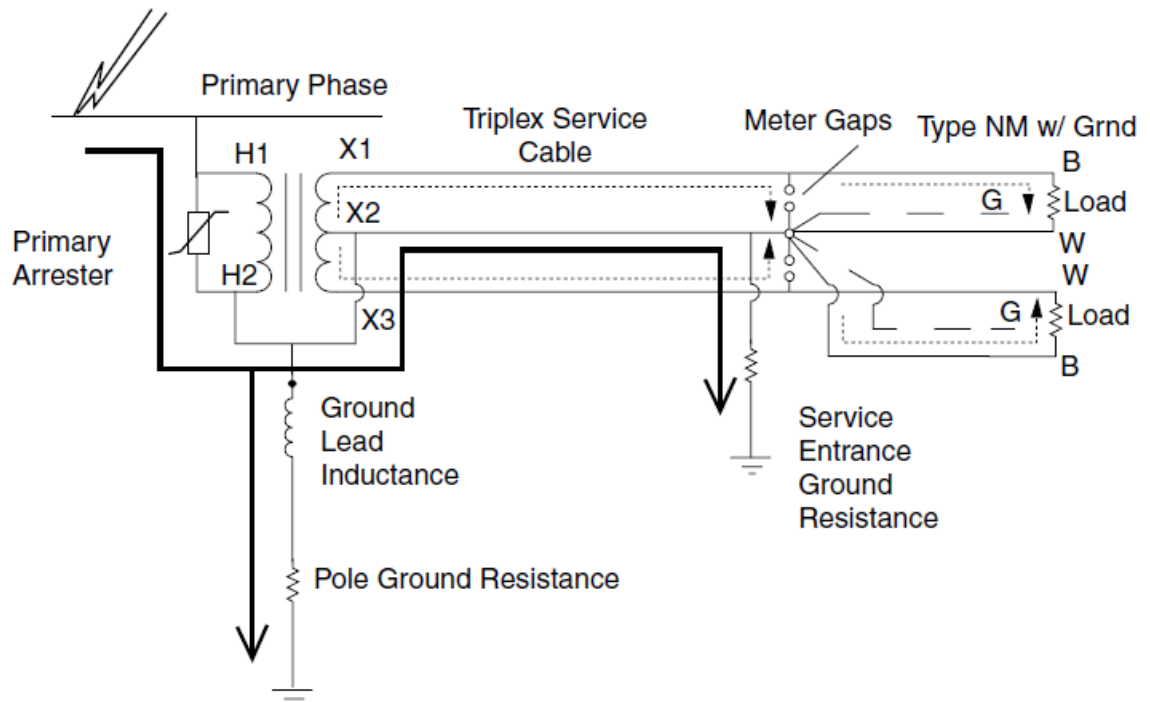 Primary Phase
Triplex Service
Cable
Meter Gaps
Type NM w/ Grnd
H1
X1
B
X2
G
Load
Primary
Arrester
W
H2
W
X3
G
Load
B
Ground
Lead
Inductance
Service
Entrance
Ground
Resistance
Pole Ground Resistance